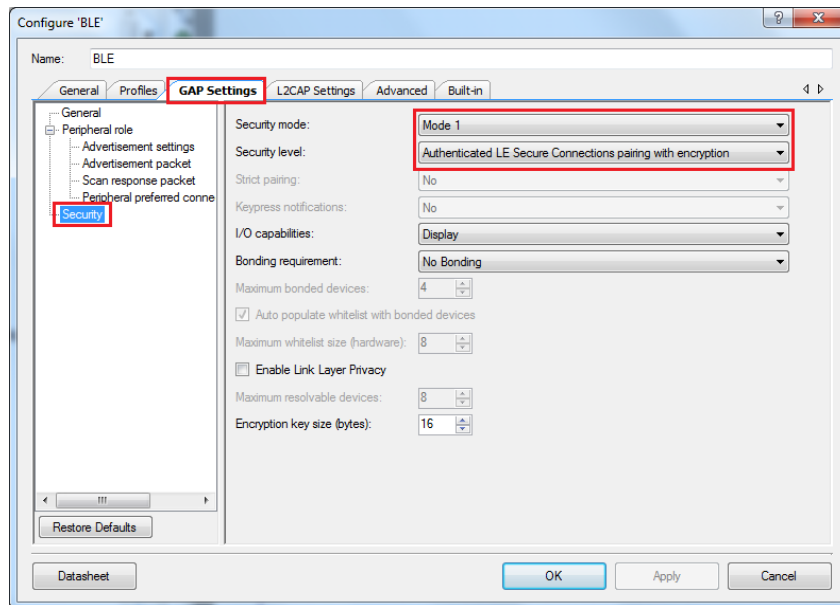 Configure 'BLE'
Name: BLE
General Profiles GAP Settings L2CAP Settings Advanced Built-in
General
Peripheral role
Advertisement settings
Advertisement packet
Scan response packet
Peripheral preferred conne
Security
Restore Defaults
Security mode: Mode 1
Security level: Authenticated LE Secure Connections pairing with encryption
Strict pairing: No
Keypress notifications: No
I/O capabilities: Display
Bonding requirement: No Bonding
Maximum bonded devices: 4
Auto populate whitelist with bonded devices
Maximum whitelist size (hardware): 8
Enable Link Layer Privacy
Maximum resolvable devices: 8
Encryption key size (bytes): 16
Datasheet OK Apply Cancel